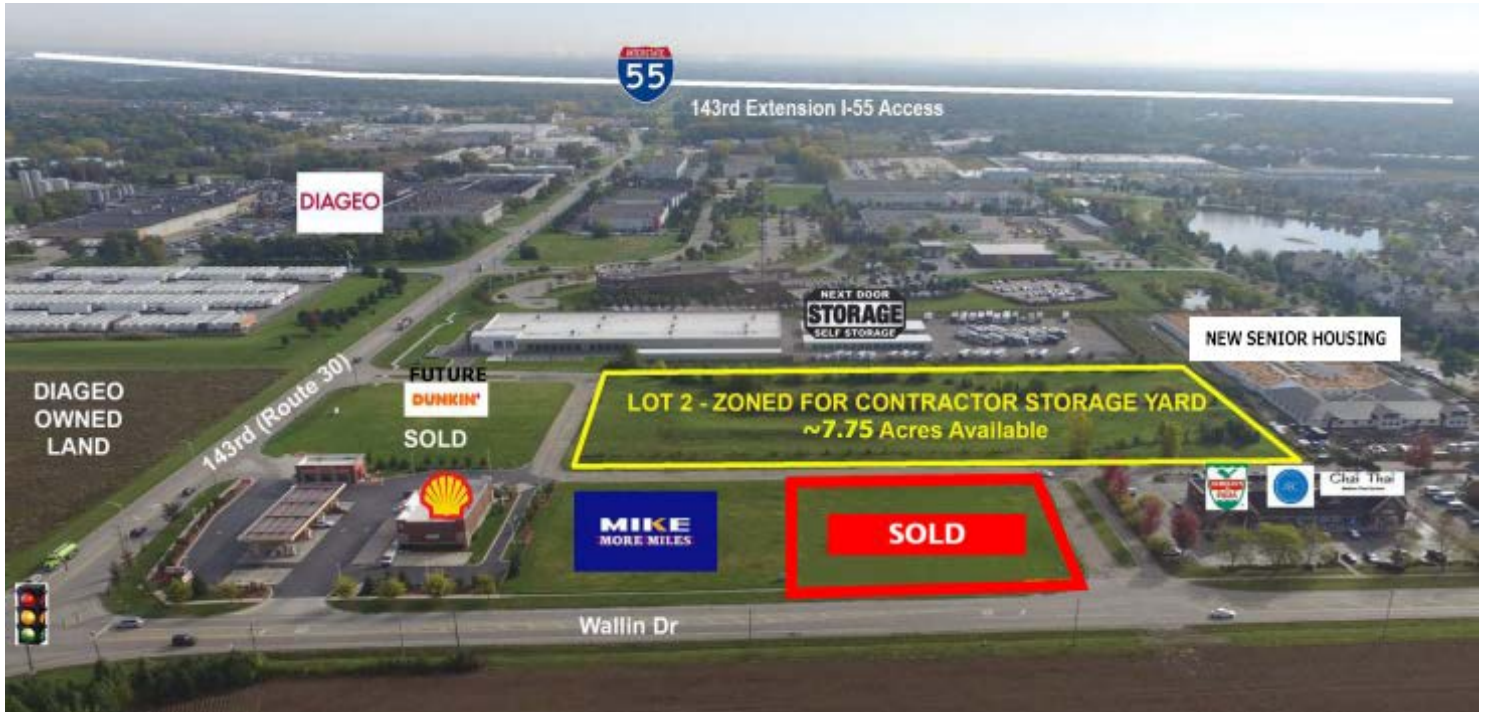 INTERSTATE
55
143rd Extension I-55 Access
DIAGEO
NEXT DOOR
STORAGE
SELF STORAGE
NEW SENIOR HOUSING
DIAGEO
OWNED
LAND
143rd (Route 30)
FUTURE
DUNKIN'
SOLD
LOT 2 - ZONED FOR CONTRACTOR STORAGE YARD
~7.75 Acres Available
MIKE
MORE MILES
SOLD
PIZZA
Chai Thai
Wallin Dr